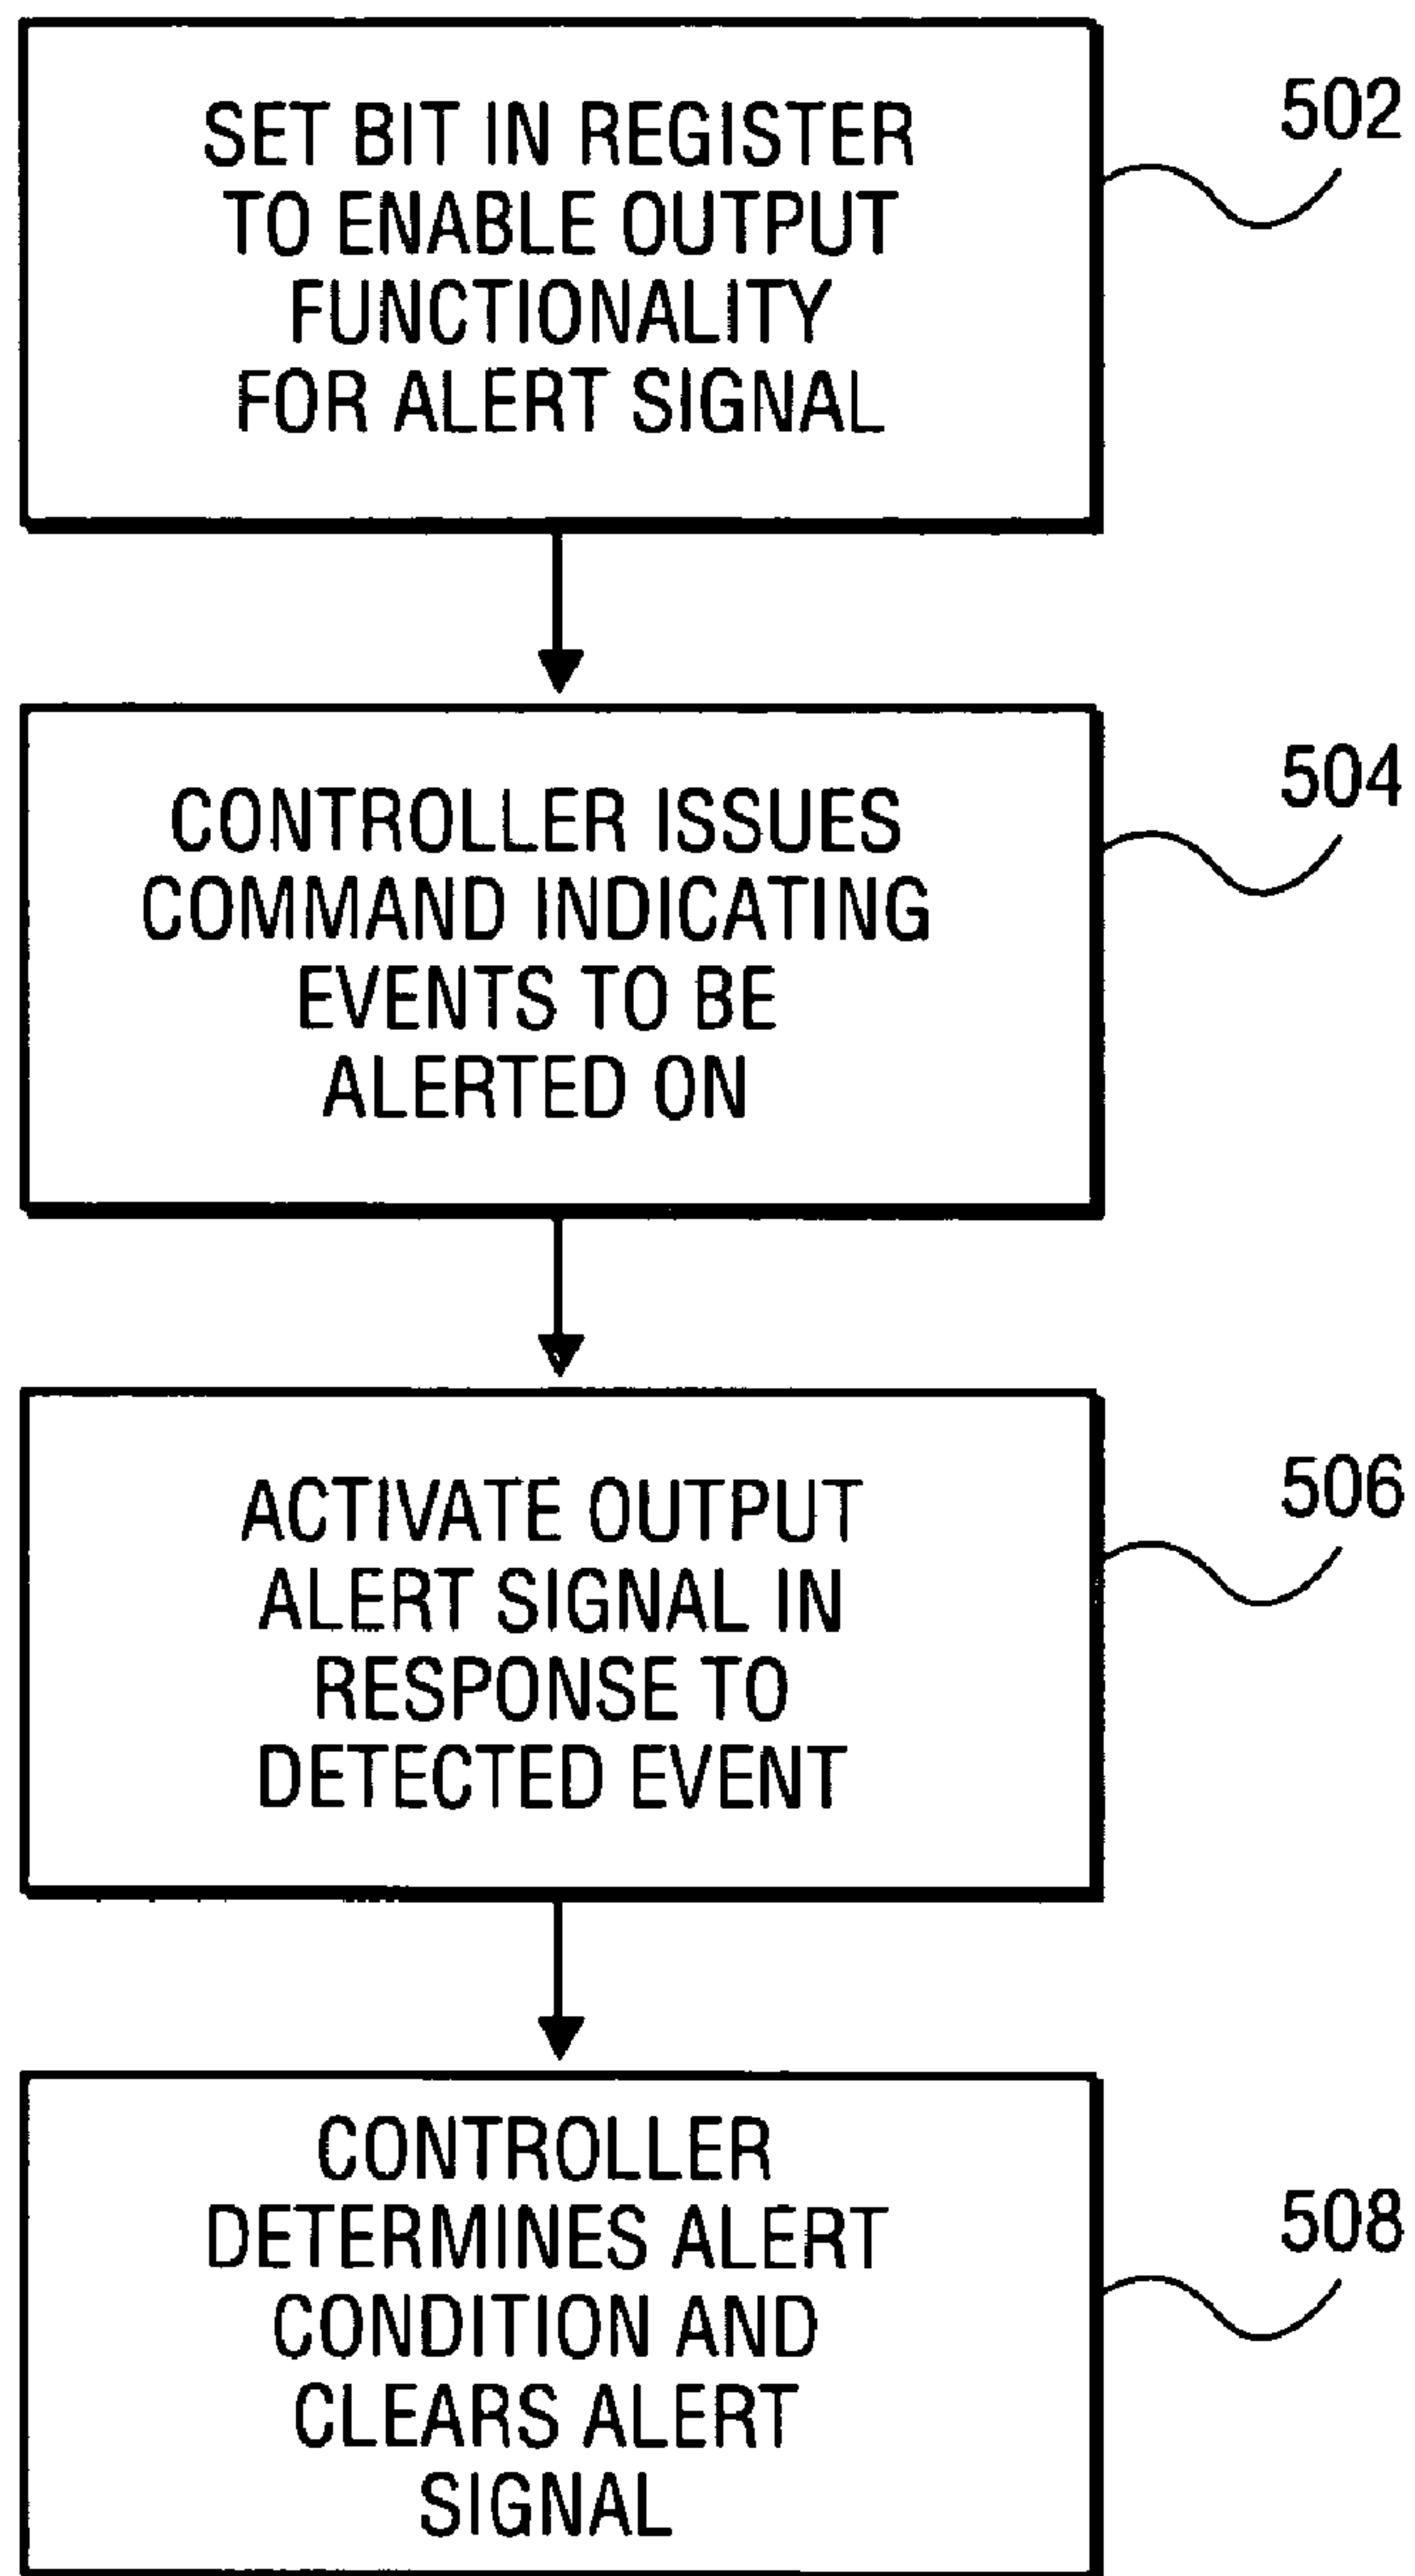 SET BIT IN REGISTER
TO ENABLE OUTPUT
FUNCTIONALITY
FOR ALERT SIGNAL
502
CONTROLLER ISSUES
COMMAND INDICATING
EVENTS TO BE
ALERTED ON
504
ACTIVATE OUTPUT
ALERT SIGNAL IN
RESPONSE TO
DETECTED EVENT
506
CONTROLLER
DETERMINES ALERT
CONDITION AND
CLEARS ALERT
SIGNAL
508